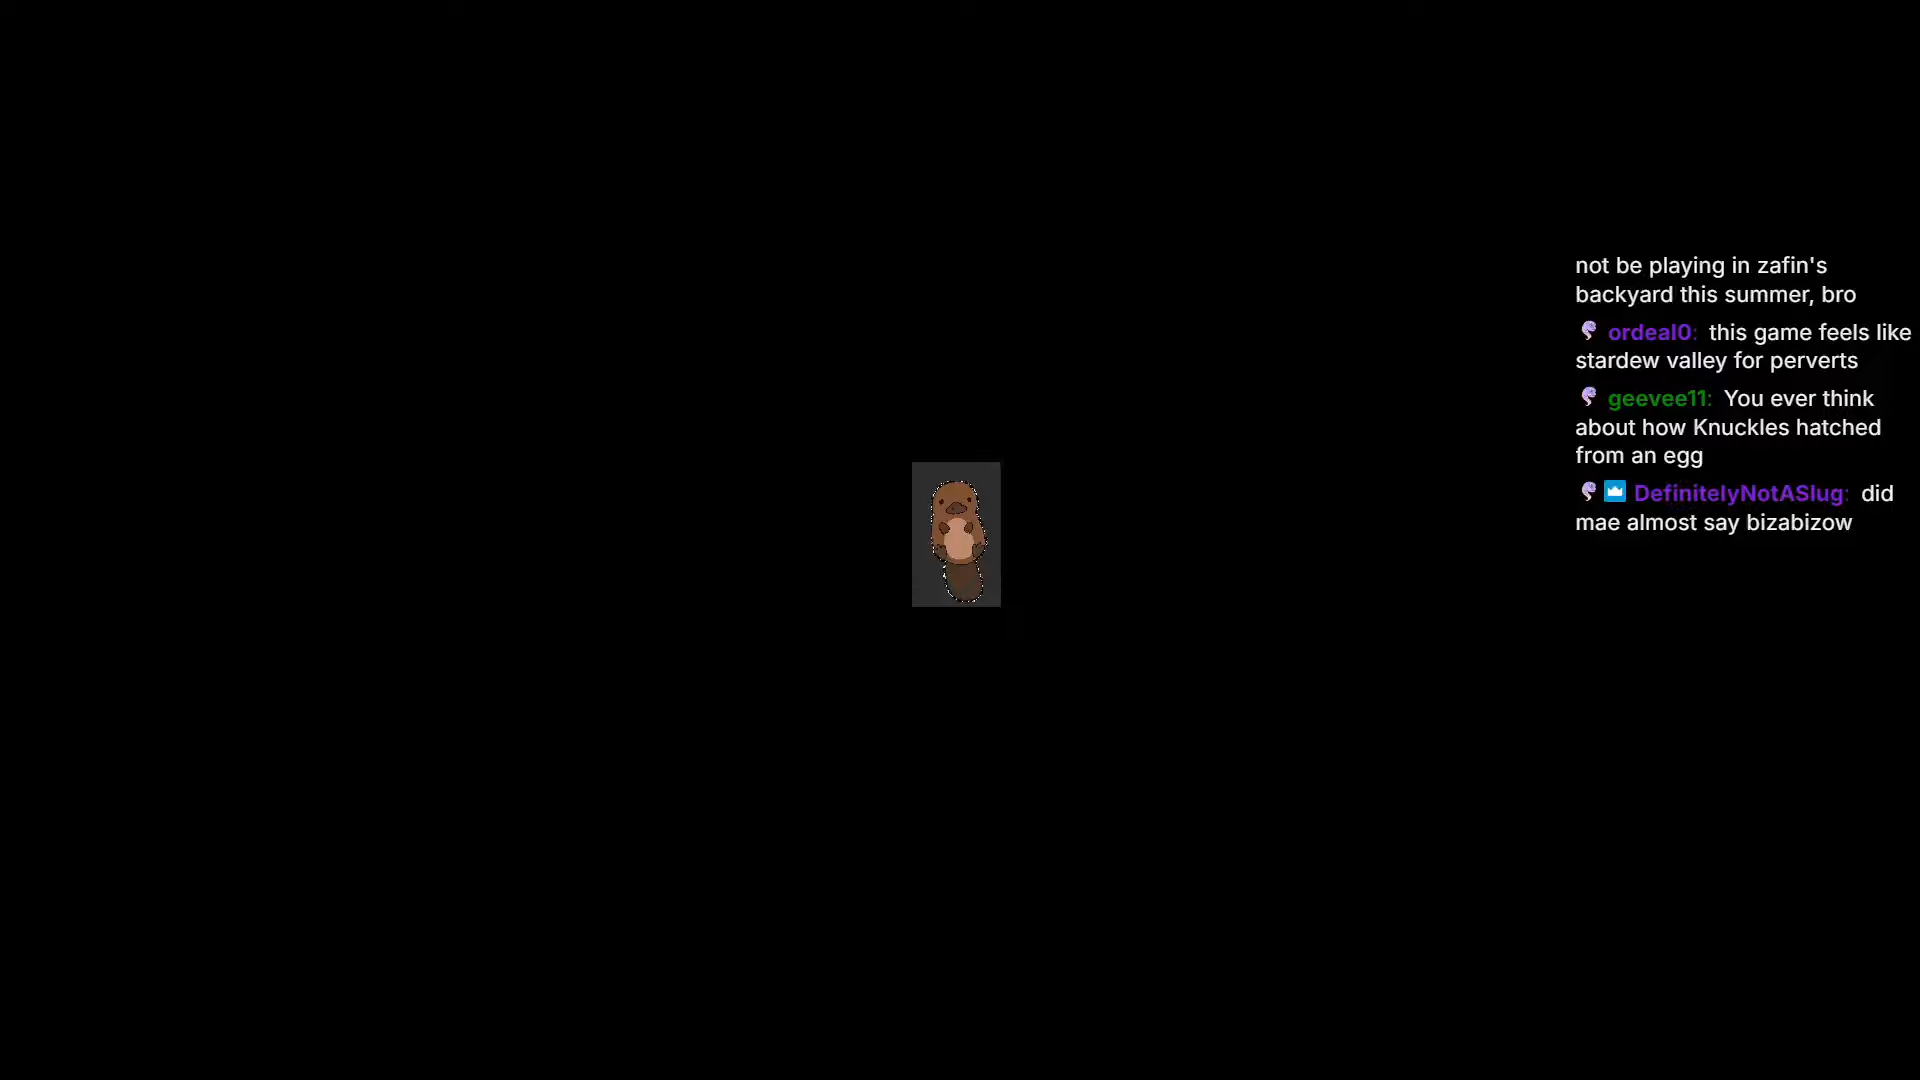 not be playing in zafin's
backyard this summer, bro
ordeal0: this game feels like
stardew valley for perverts
geevee11: You ever think
about how Knuckles hatched
from an egg
DefinitelyNotASlug: did
mae almost say bizabizow